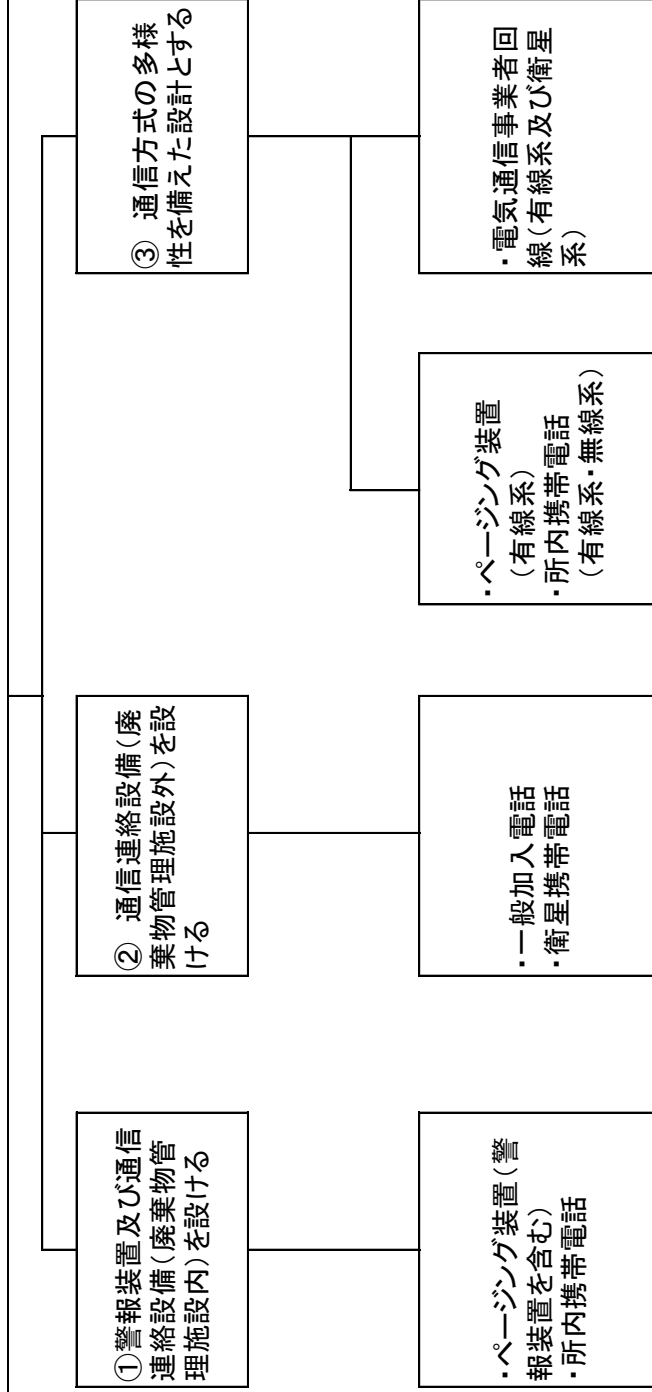 ①警報装置及び通信
連絡設備(廃棄物管
理施設内)を設ける
② 通信連絡設備(廃
棄物管理施設外)を設
ける
③ 通信方式の多様
性を備えた設計とする
・ページング装置(警
報装置を含む)
・所内携帯電話
・一般加入電話
・衛星携帯電話
・ページング装置
(有線系)
・所内携帯電話
(有線系・無線系)
・電気通信事業者回
線(有線系及び衛星
系)